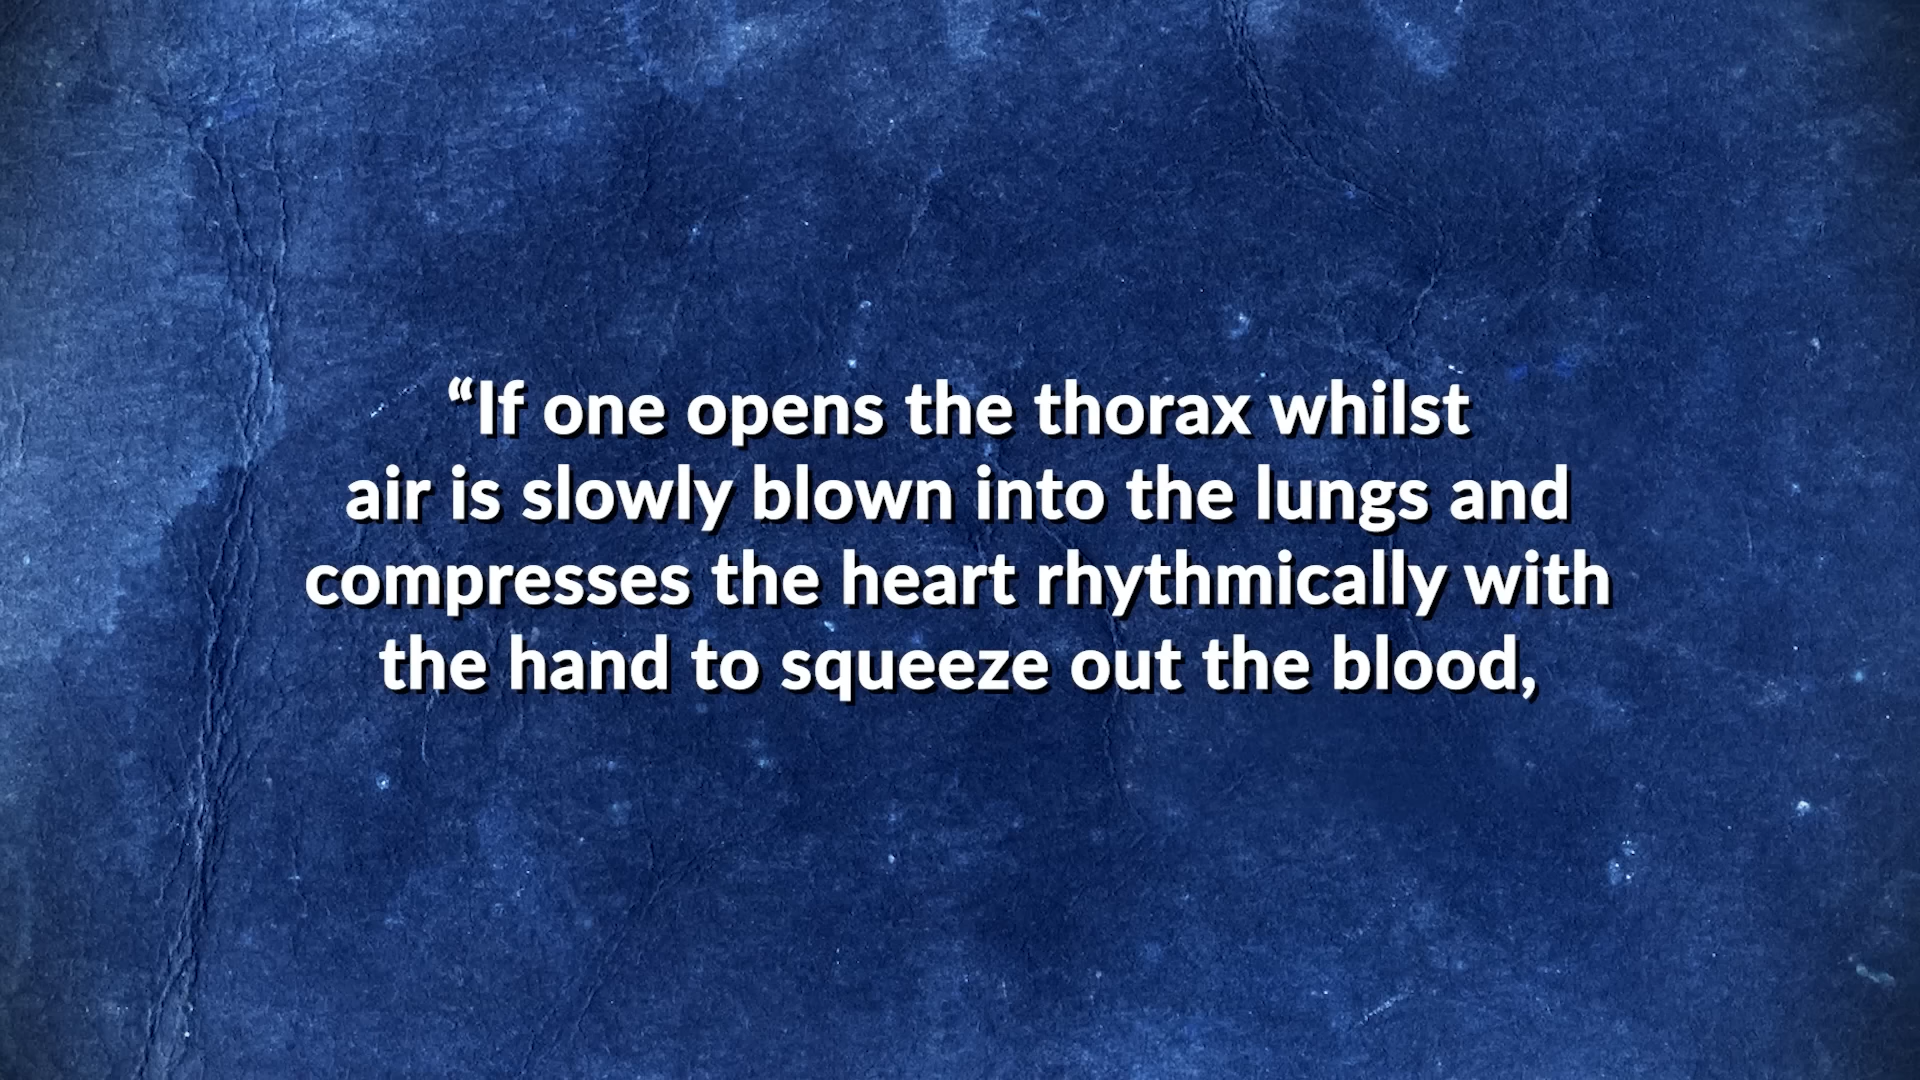 “If one opens the thorax whilst
air is slowly blown into the lungs and
compresses the heart rhythmically with
the hand to squeeze out the blood,